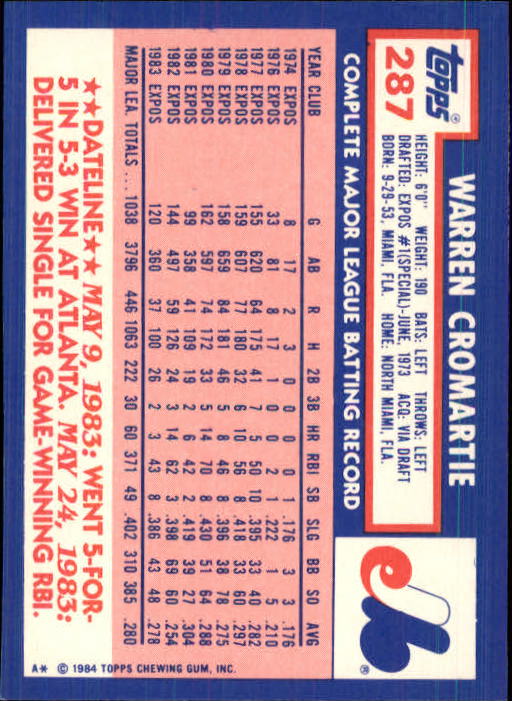 topps®
287
WARREN CROMARTIE
HEIGHT: 6'0" WEIGHT: 190 BATS: LEFT THROWS: LEFT
DRAFTED: EXPOS #1(SPECIAL)-JUNE, 1973 ACQ: VIA DRAFT
BORN: 9-29-53, MIAMI, FLA. HOME: NORTH MIAMI, FLA.
eb®
COMPLETE MAJOR LEAGUE BATTING RECORD
YEAR CLUB G AB R H 2B 3B HR RBI SB SLG BB SO AVG
1974 EXPOS 8 17 2 3 0 0 0 0 1 .176 3 3 .176
1976 EXPOS 33 81 8 17 1 0 0 2 1 .222 1 5 .210
1977 EXPOS 155 620 64 175 41 7 5 50 10 .395 33 40 .282
1978 EXPOS 159 607 77 180 32 6 10 56 8 .418 33 60 .297
1979 EXPOS 158 659 84 181 46 5 8 46 8 .396 38 78 .275
1980 EXPOS 162 597 74 172 33 5 14 70 8 .430 51 64 .288
1981 EXPOS 99 358 41 109 19 2 6 42 2 .419 39 27 .304
1982 EXPOS 144 497 59 126 24 3 14 62 3 .398 69 60 .254
1983 EXPOS 120 360 37 100 26 2 3 43 8 .386 43 48 .278
MAJOR LEA. TOTALS ... 1038 3796 446 1063 222 30 60 371 49 .402 310 385 .280
★★DATELINE★★ MAY 9, 1983: WENT 5-FOR-
5 IN 5-3 WIN AT ATLANTA. MAY 24, 1983:
DELIVERED SINGLE FOR GAME-WINNING RBI.
A* © 1984 TOPPS CHEWING GUM, INC.